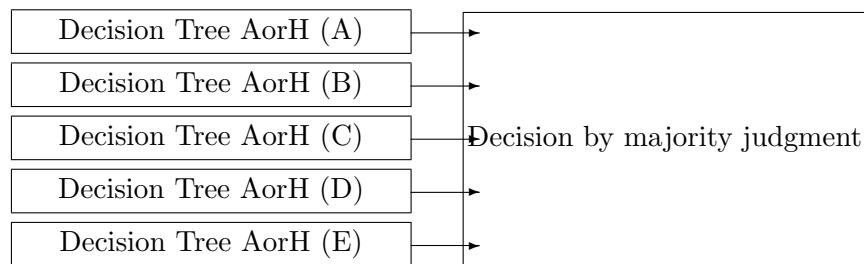 Decision Tree AorH (A)
Decision Tree AorH (B)
Decision Tree AorH (C)
Decision by majority judgment
Decision Tree AorH (D)
Decision Tree AorH (E)